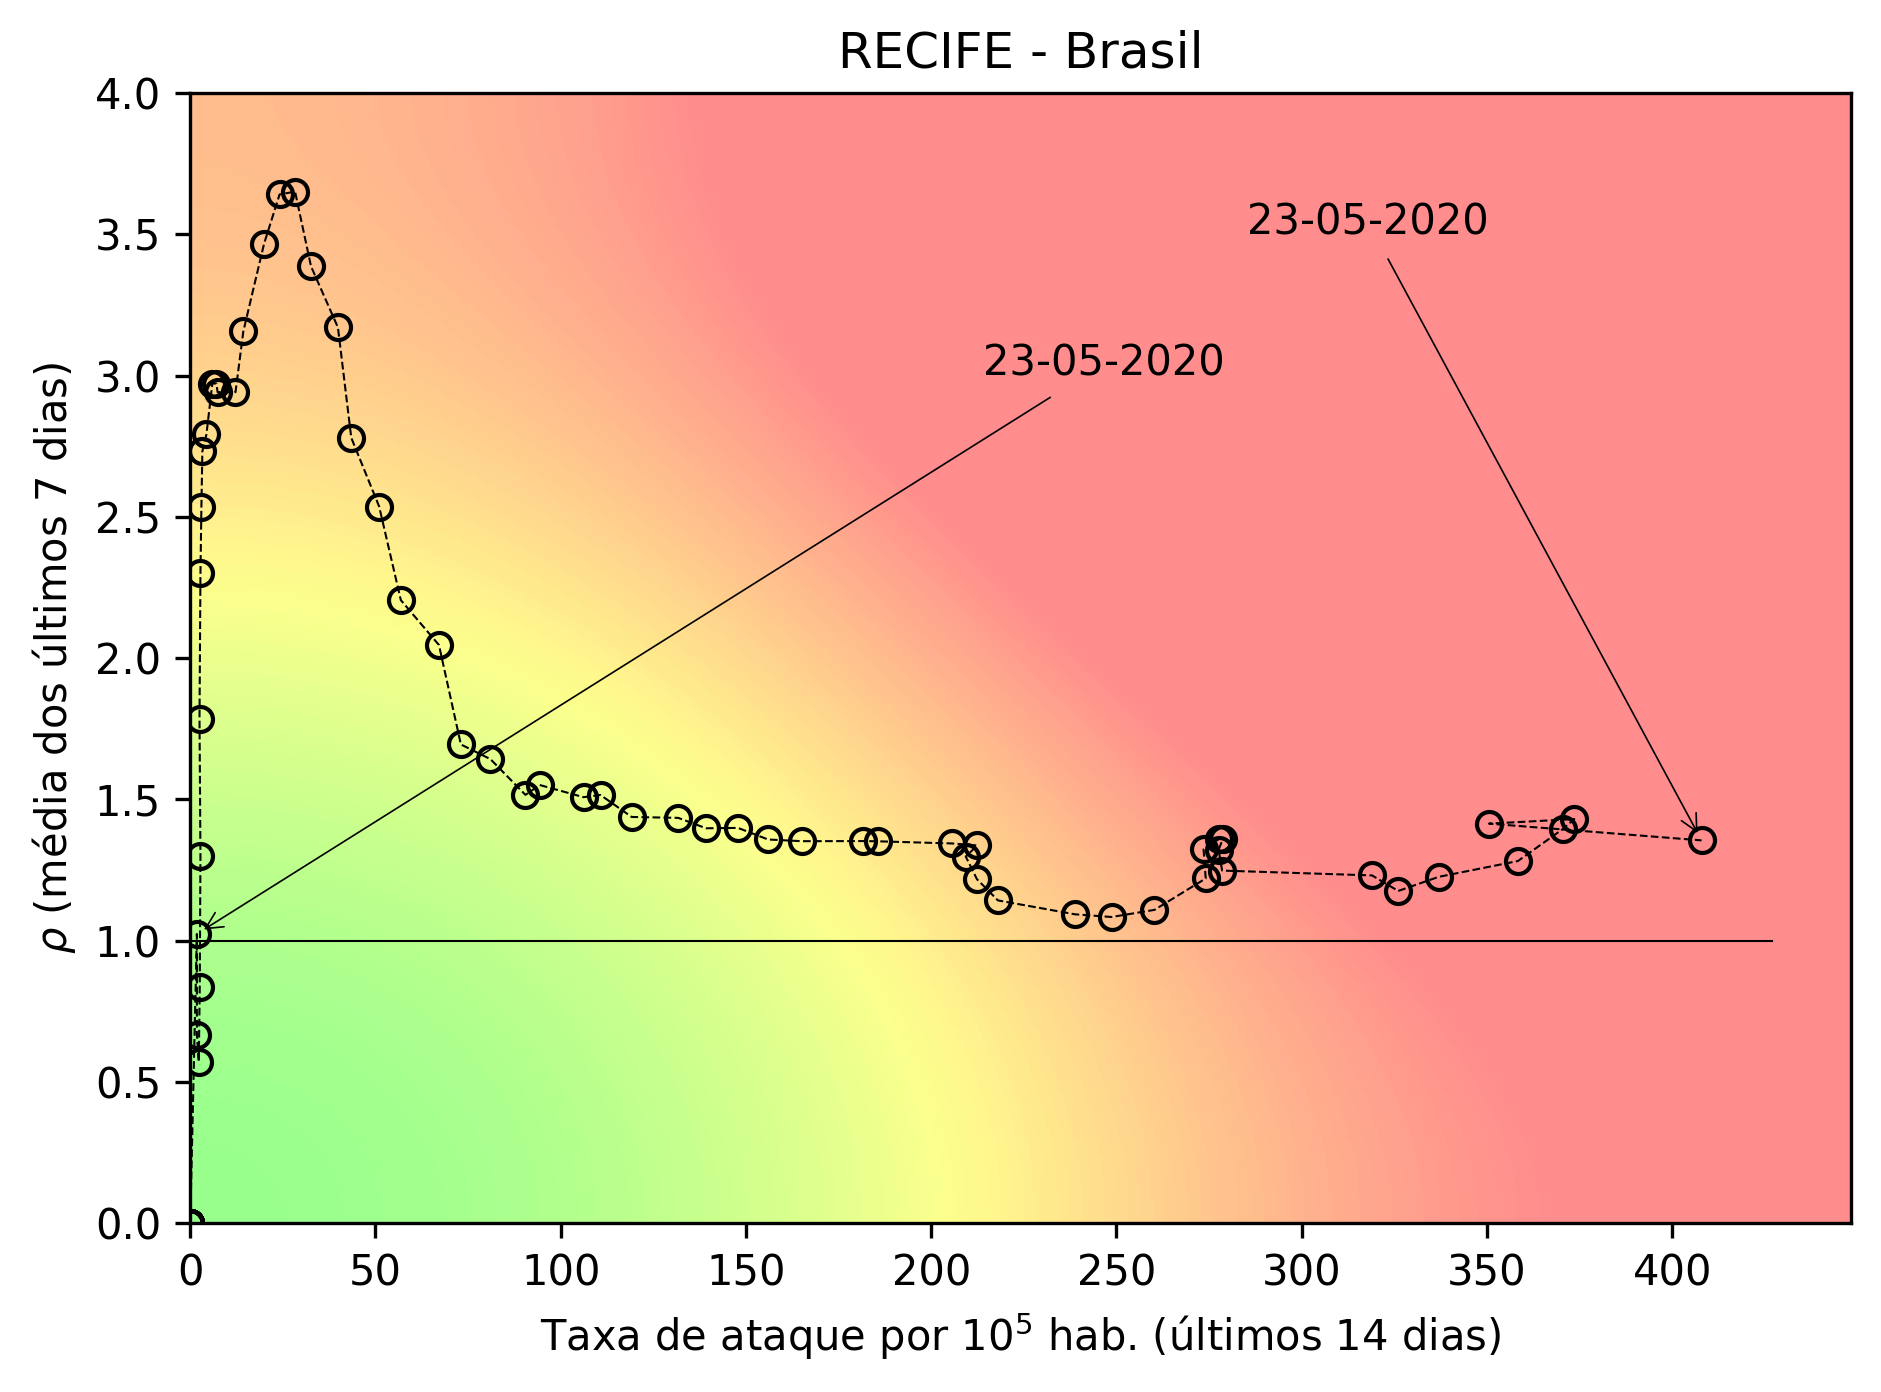 RECIFE - Brasil
4.0
3.5
3.0
2.5
2.0
1.5
1.0
0.5
0.0
ρ (média dos últimos 7 dias)
23-05-2020
23-05-2020
0 50 100 150 200 250 300 350 400
Taxa de ataque por 10⁵ hab. (últimos 14 dias)